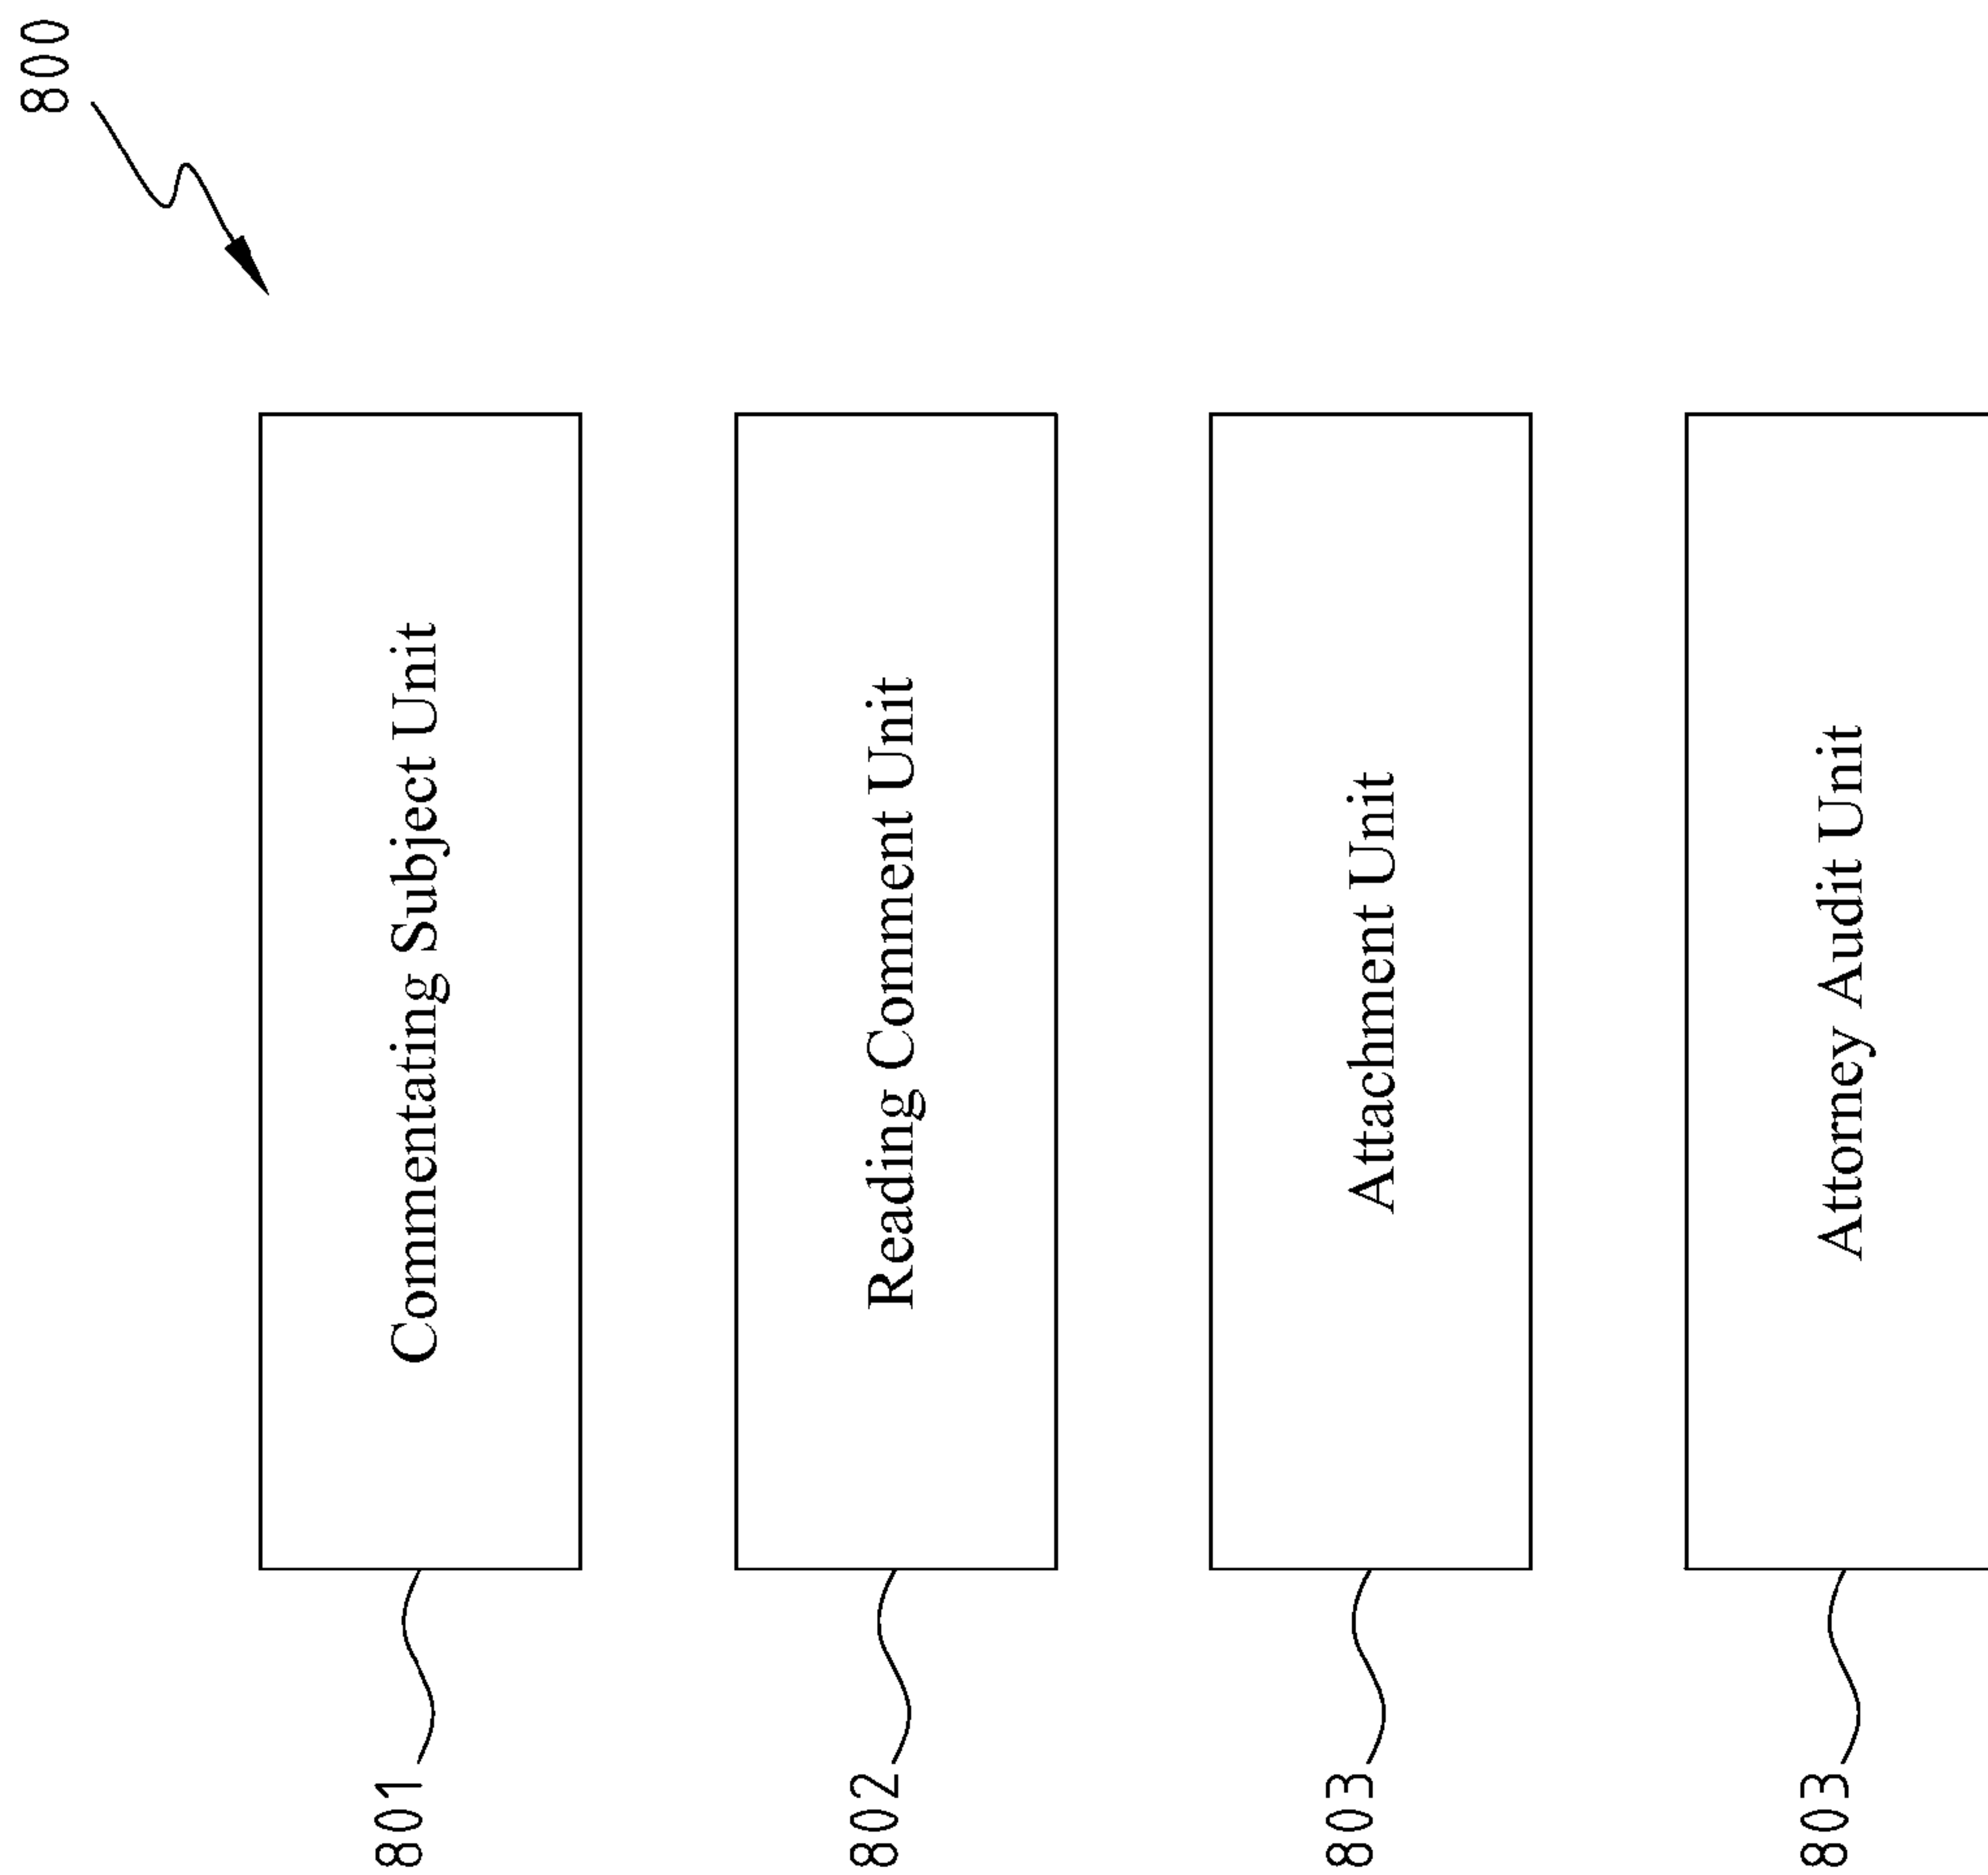 800
801 Commentating Subject Unit
802 Reading Comment Unit
803 Attachment Unit
803 Attorney Audit Unit